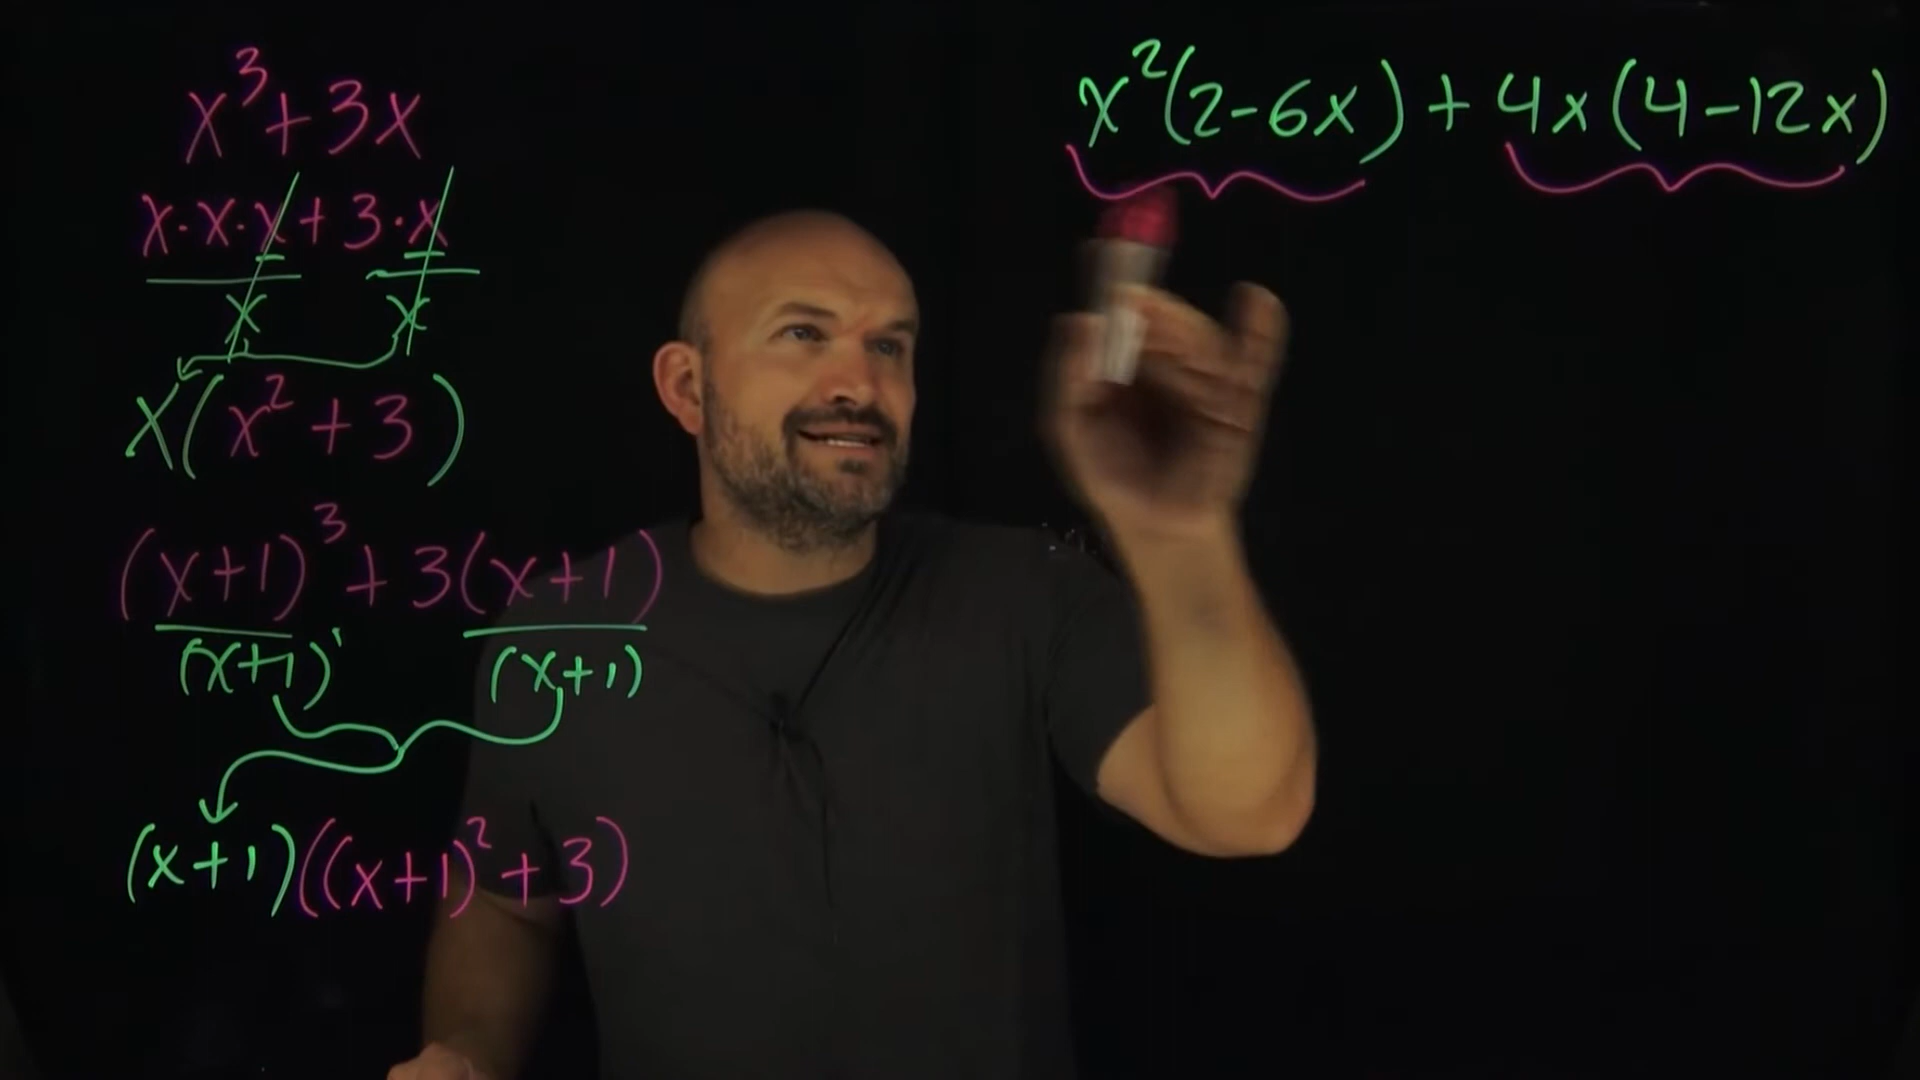 x³+3x
x·x·x+3·x
x x
x(x²+3)
(x+1)³+3(x+1)
(x+1)¹ (x+1)
(x+1)((x+1)²+3)
x²(2-6x)+4x(4-12x)